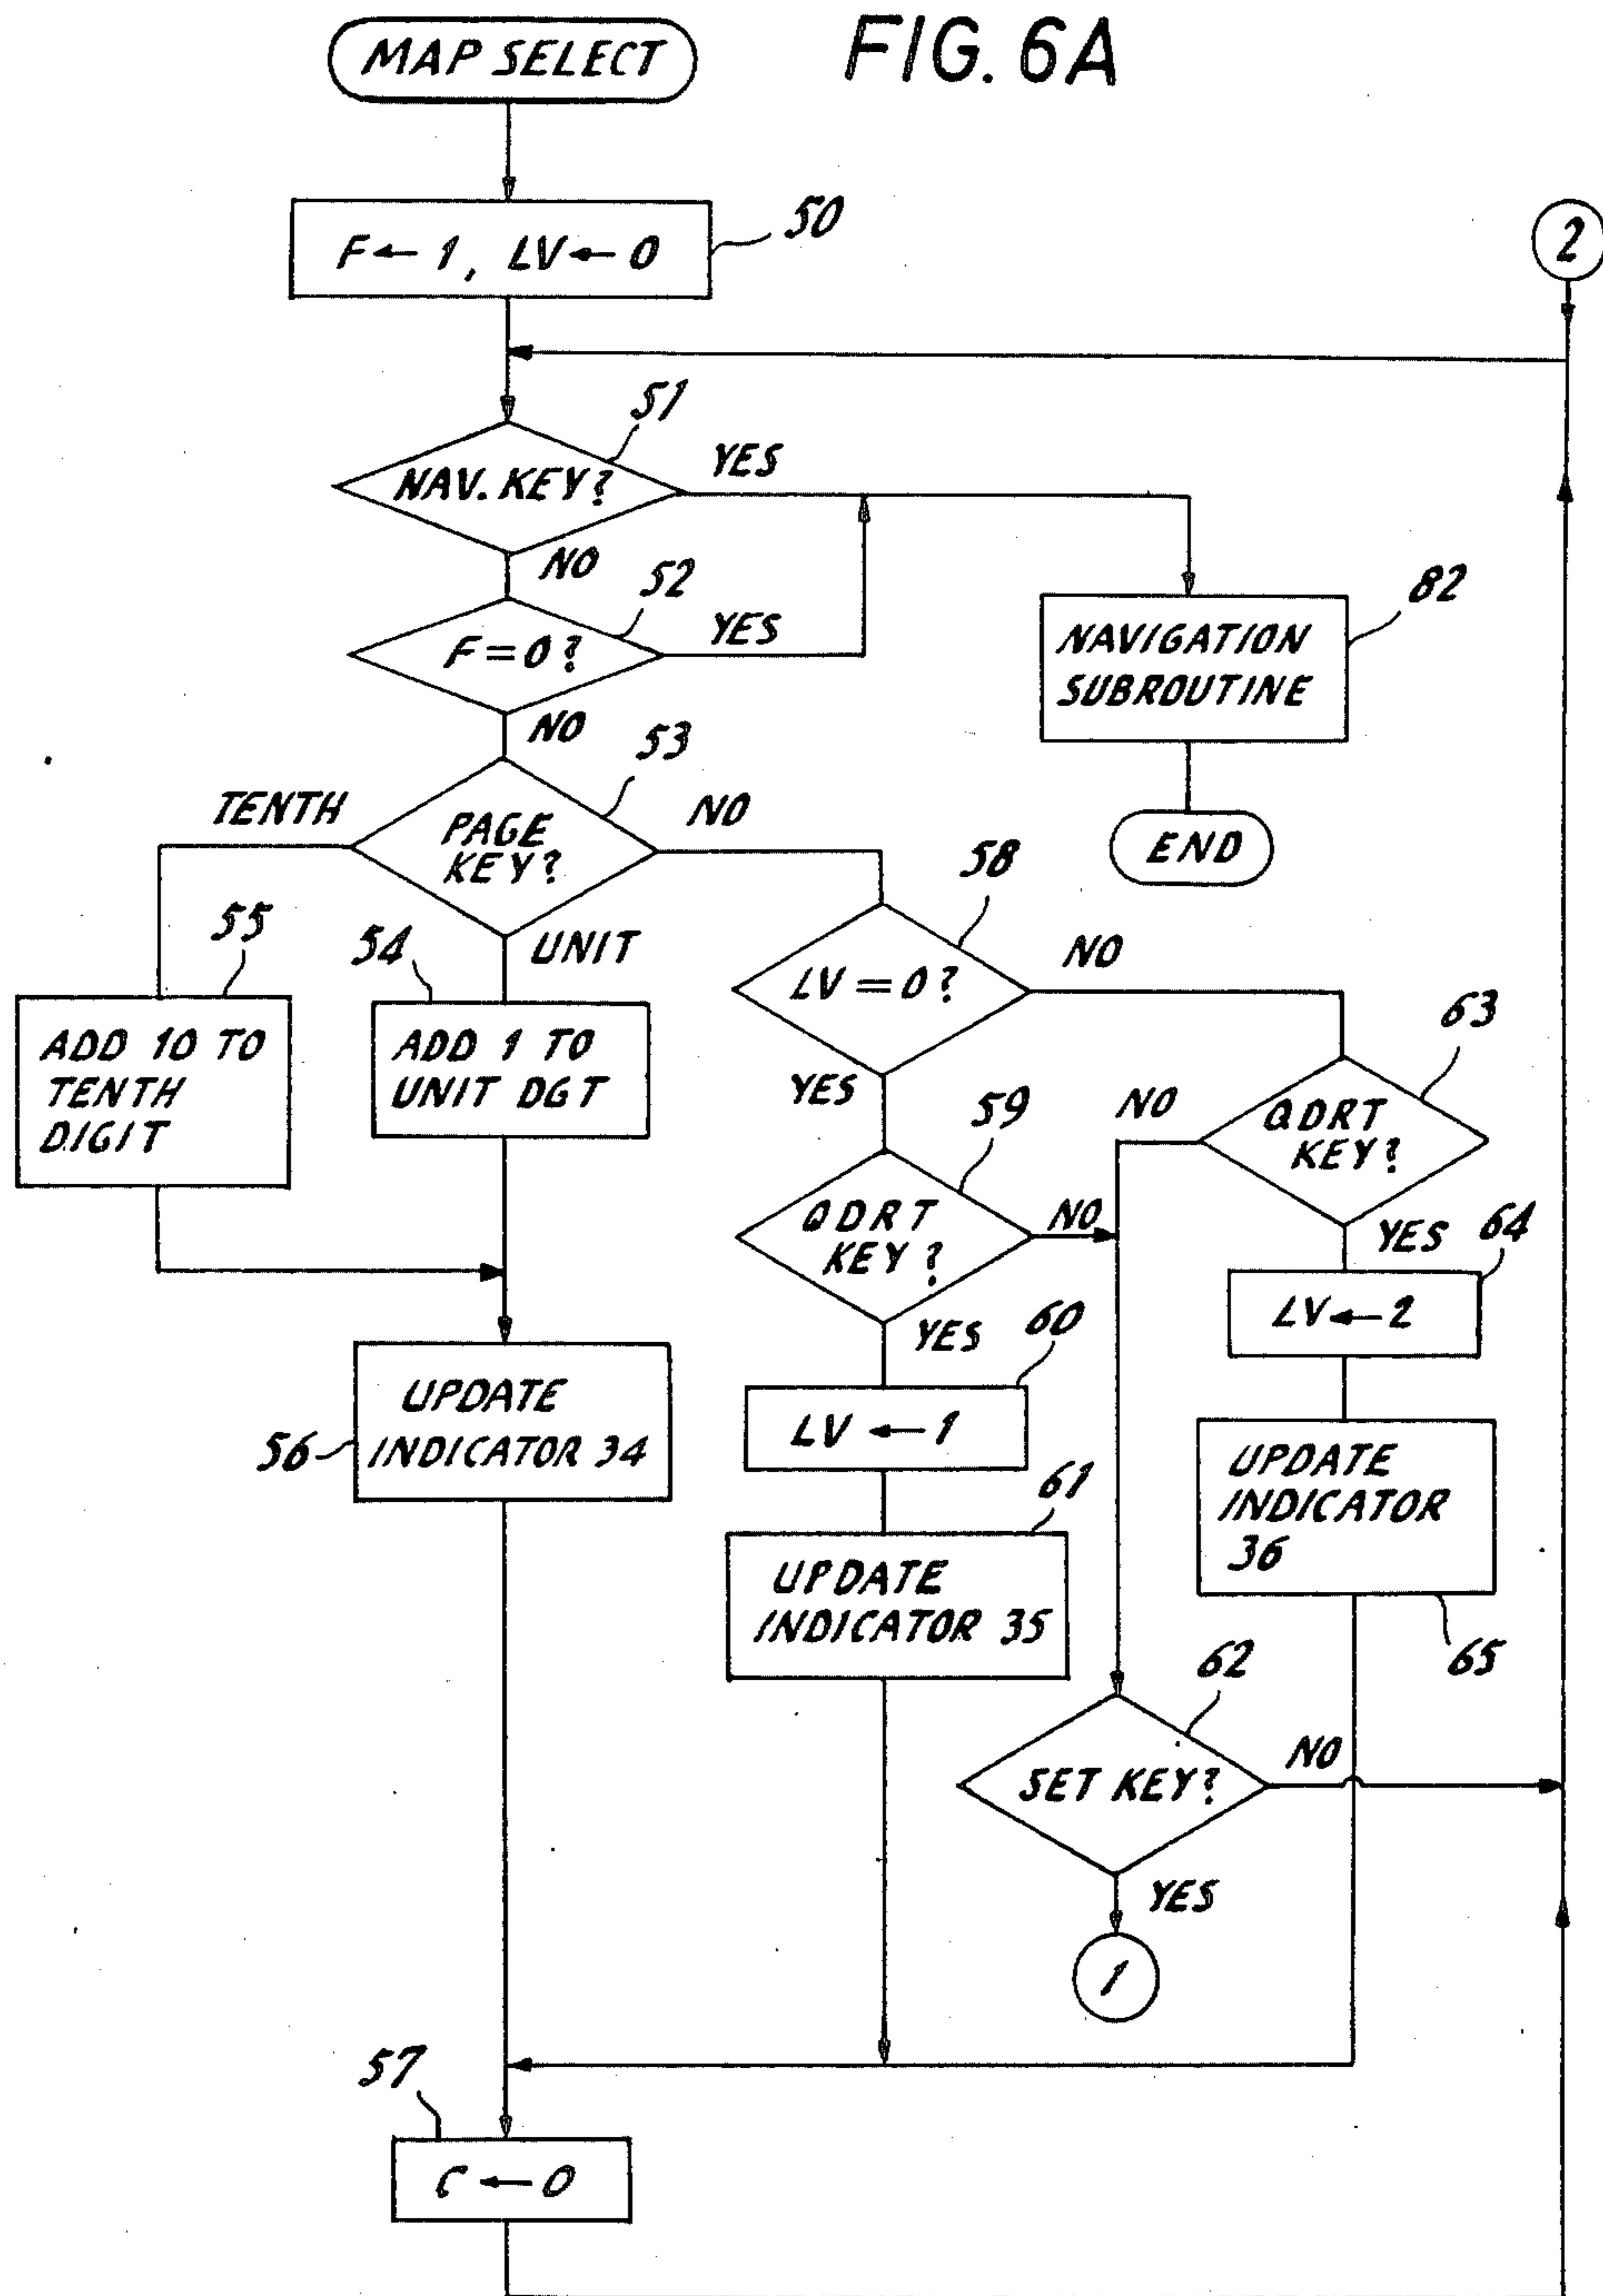 FIG. 6A
MAP SELECT
F ← 1, LV ← 0
50
2
51
NAV. KEY?
YES
NO
52
F = 0?
YES
NO
82
NAVIGATION
SUBROUTINE
END
53
PAGE
KEY?
TENTH
NO
UNIT
55
ADD 10 TO
TENTH
DIGIT
54
ADD 1 TO
UNIT DGT
58
LV = 0?
NO
YES
63
QDRT
KEY?
NO
YES
59
QDRT
KEY?
NO
YES
64
LV ← 2
56
UPDATE
INDICATOR 34
60
LV ← 1
61
UPDATE
INDICATOR 35
UPDATE
INDICATOR
36
65
62
SET KEY?
NO
YES
1
57
C ← 0